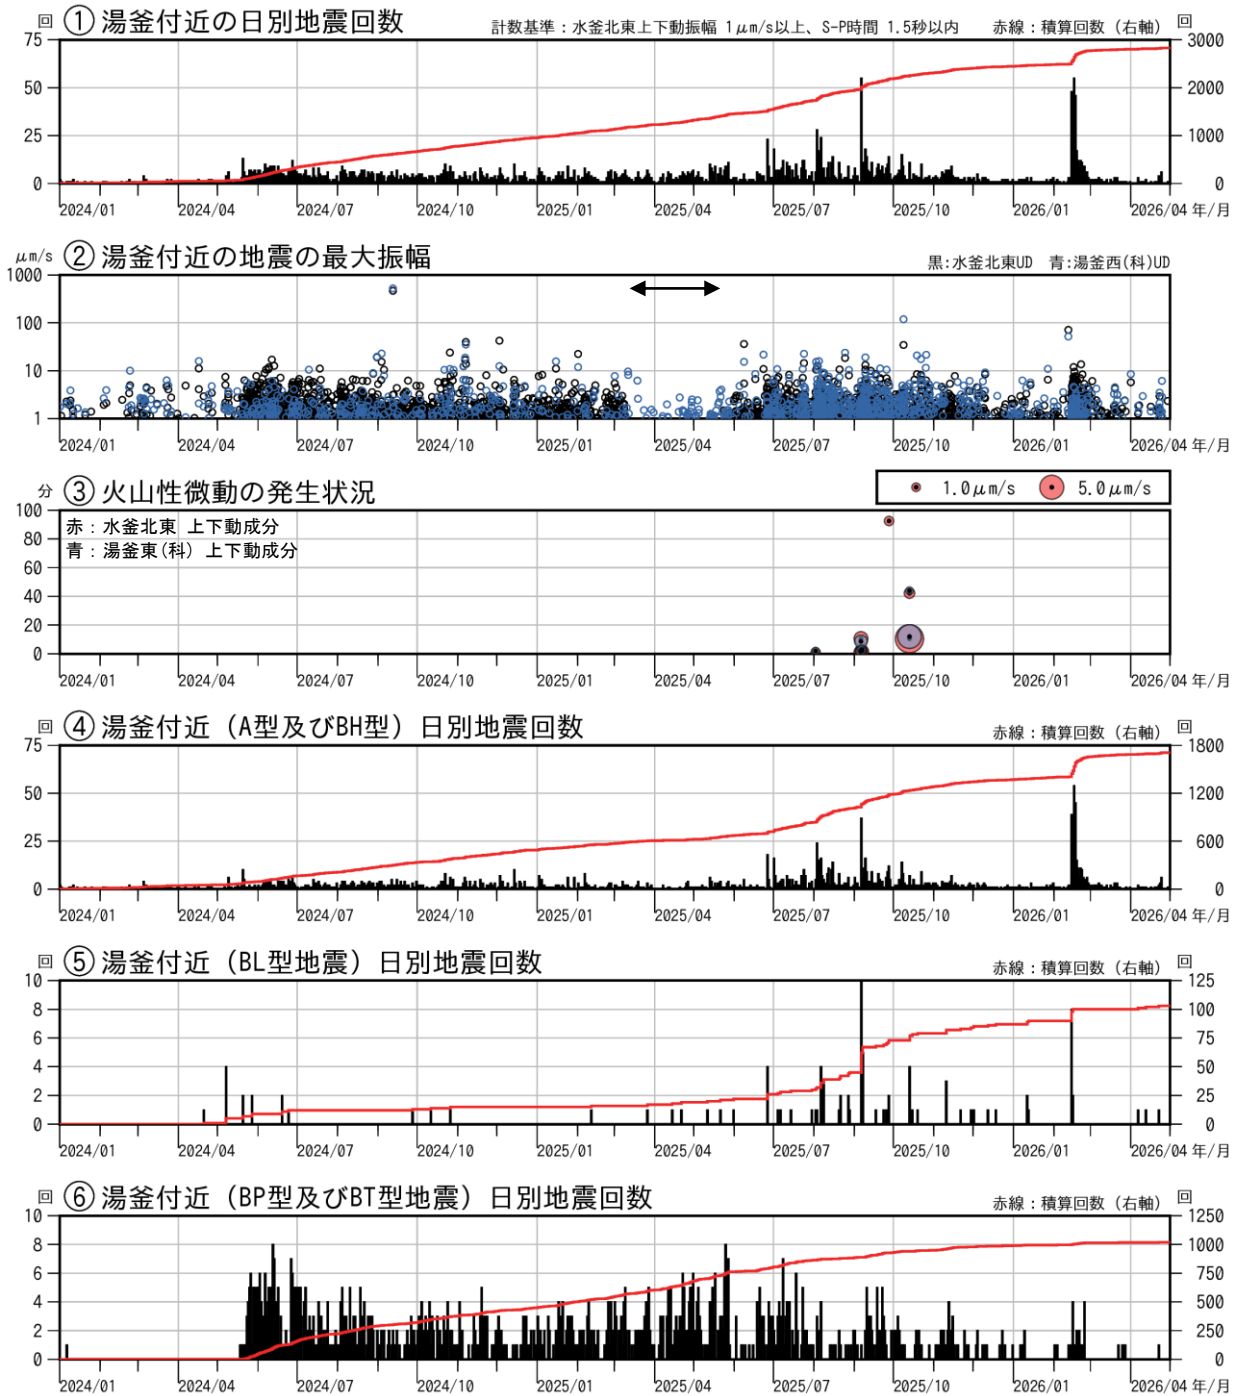 回 ①湯釜付近の日別地震回数 計数基準：水釜北東上下動振幅 1μm/s以上、S-P時間 1.5秒以内 赤線：積算回数（右軸） 回
75 3000
50 2000
25 1000
0 0
2024/01 2024/04 2024/07 2024/10 2025/01 2025/04 2025/07 2025/10 2026/01 2026/04 年/月
μm/s ②湯釜付近の地震の最大振幅 黒:水釜北東UD 青:湯釜西(科)UD
1000
100
10
1
2024/01 2024/04 2024/07 2024/10 2025/01 2025/04 2025/07 2025/10 2026/01 2026/04 年/月
分 ③火山性微動の発生状況 1.0μm/s 5.0μm/s
100
赤：水釜北東 上下動成分
80
青：湯釜東(科) 上下動成分
60
40
20
0
2024/01 2024/04 2024/07 2024/10 2025/01 2025/04 2025/07 2025/10 2026/01 2026/04 年/月
回 ④湯釜付近（A型及びBH型）日別地震回数 赤線：積算回数（右軸） 回
75 1800
50 1200
25 600
0 0
2024/01 2024/04 2024/07 2024/10 2025/01 2025/04 2025/07 2025/10 2026/01 2026/04 年/月
回 ⑤湯釜付近（BL型地震）日別地震回数 赤線：積算回数（右軸） 回
10 125
8 100
6 75
4 50
2 25
0 0
2024/01 2024/04 2024/07 2024/10 2025/01 2025/04 2025/07 2025/10 2026/01 2026/04 年/月
回 ⑥湯釜付近（BP型及びBT型地震）日別地震回数 赤線：積算回数（右軸） 回
10 1250
8 1000
6 750
4 500
2 250
0 0
2024/01 2024/04 2024/07 2024/10 2025/01 2025/04 2025/07 2025/10 2026/01 2026/04 年/月